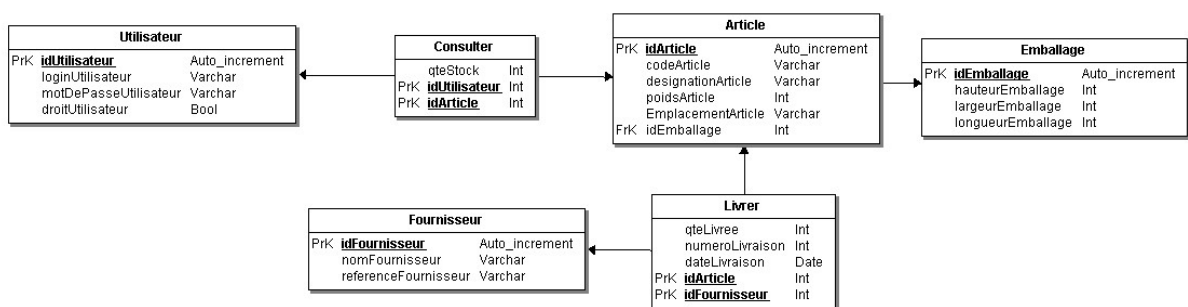 Utilisateur
PrK idUtilisateur Auto_increment
loginUtilisateur Varchar
motDePasseUtilisateur Varchar
droitUtilisateur Bool
Consulter
qteStock Int
PrK idUtilisateur Int
PrK idArticle Int
Article
PrK idArticle Auto_increment
codeArticle Varchar
designationArticle Varchar
poidsArticle Int
EmplacementArticle Varchar
FrK idEmballage Int
Emballage
PrK idEmballage Auto_increment
hauteurEmballage Int
largeurEmballage Int
longueurEmballage Int
Fournisseur
PrK idFournisseur Auto_increment
nomFournisseur Varchar
referenceFournisseur Varchar
Livrer
qteLivree Int
numeroLivraison Int
dateLivraison Date
PrK idArticle Int
PrK idFournisseur Int